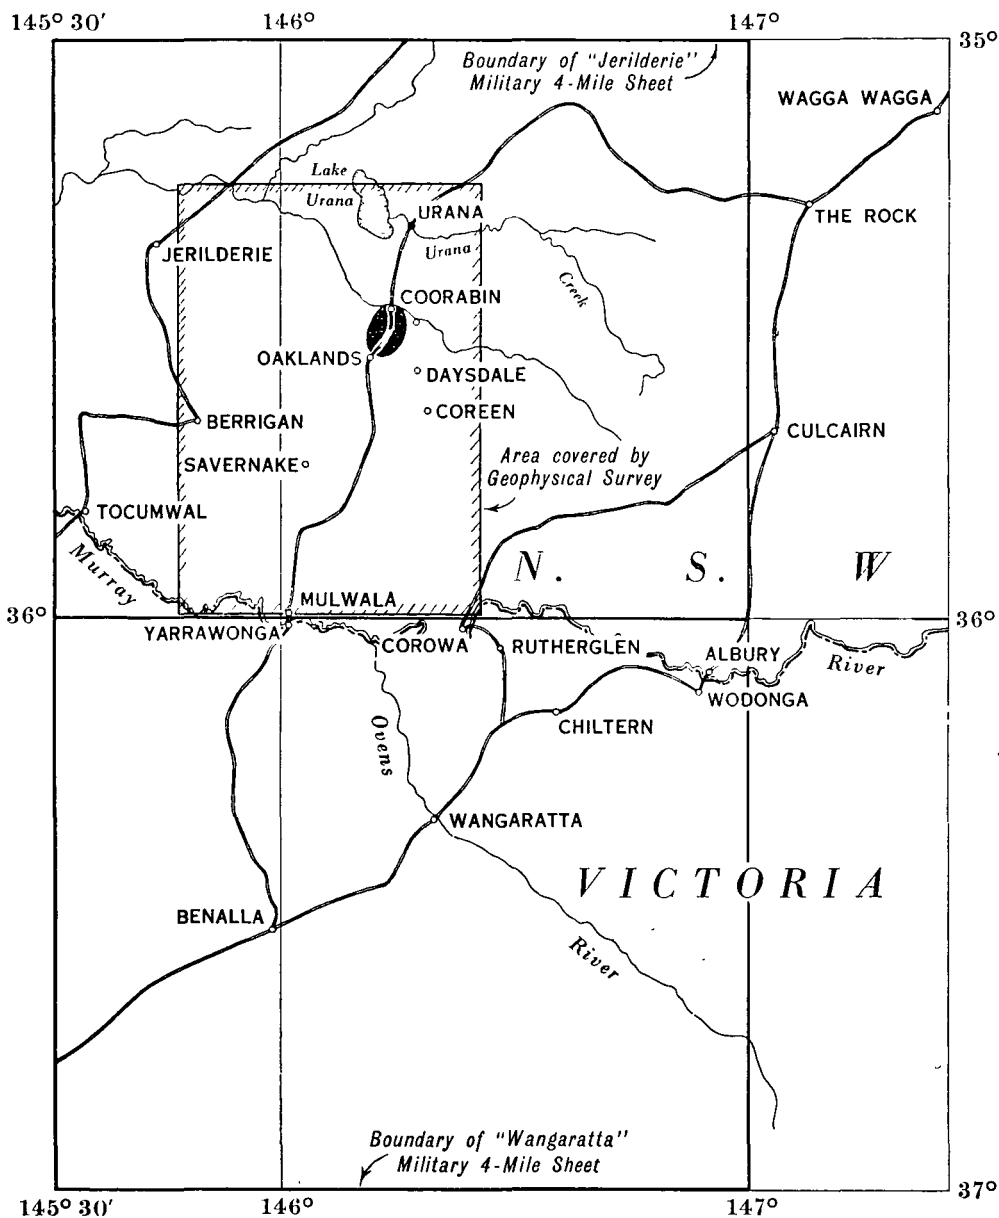 145° 30′
146°
147°
35°
Boundary of "Jerilderie"
Military 4-Mile Sheet
WAGGA WAGGA
Lake
Urana
URANA
THE ROCK
Urana
Creek
JERILDERIE
COORABIN
OAKLANDS
DAYSDALE
COREEN
BERRIGAN
CULCAIRN
SAVERNAKE
Area covered by
Geophysical Survey
TOCUMWAL
Murray
N. S. W
MULWALA
36°
36°
YARRAWONGA
COROWA
RUTHERGLEN
ALBURY
River
WODONGA
CHILTERN
Ovens
WANGARATTA
VICTORIA
BENALLA
River
Boundary of "Wangaratta"
Military 4-Mile Sheet
37°
145° 30′
146°
147°